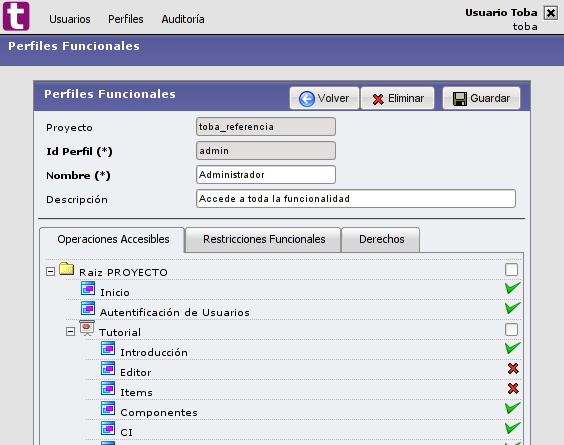 t Usuarios Perfiles Auditoría Usuario Toba
toba
Perfiles Funcionales
Perfiles Funcionales Volver Eliminar Guardar
Proyecto toba_referencia
Id Perfil (*) admin
Nombre (*) Administrador
Descripción Accede a toda la funcionalidad
Operaciones Accesibles Restricciones Funcionales Derechos
Raiz PROYECTO
Inicio
Autentificación de Usuarios
Tutorial
Introducción
Editor
Items
Componentes
CI